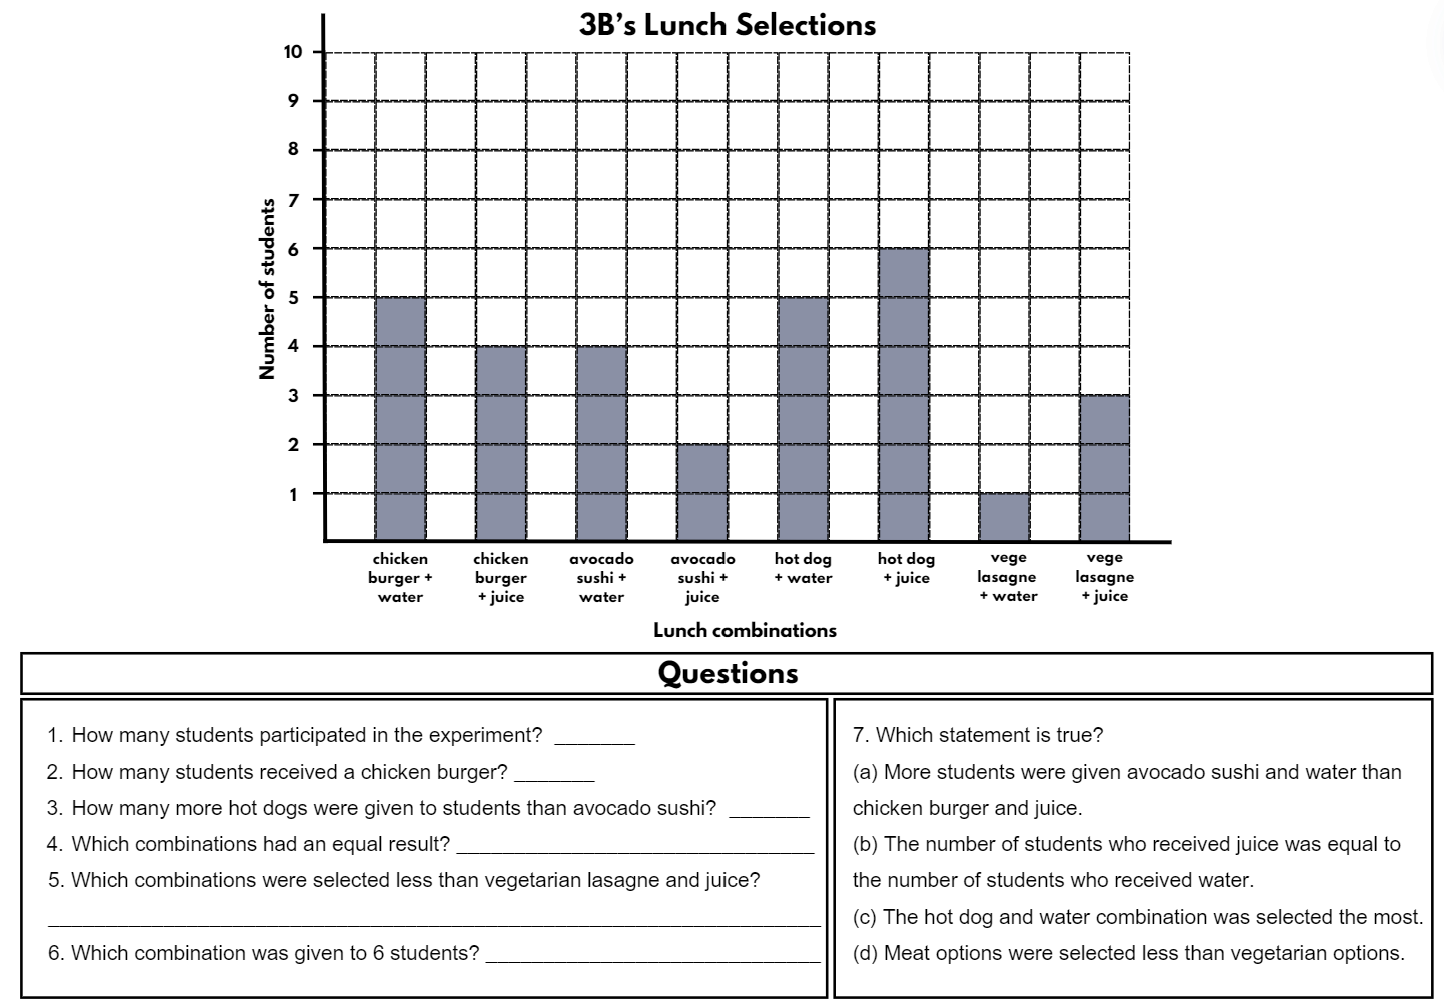 3B's Lunch Selections
10
9
8
7
6
5
4
3
2
1
Number of students
chicken burger + water
chicken burger + juice
avocado sushi + water
avocado sushi + juice
hot dog + water
hot dog + juice
vege lasagne + water
vege lasagne + juice
Lunch combinations
Questions
1. How many students participated in the experiment? _______
2. How many students received a chicken burger? _______
3. How many more hot dogs were given to students than avocado sushi? _______
4. Which combinations had an equal result? _______________________________
5. Which combinations were selected less than vegetarian lasagne and juice?
___________________________________________________________________
6. Which combination was given to 6 students? _____________________________
7. Which statement is true?
(a) More students were given avocado sushi and water than
chicken burger and juice.
(b) The number of students who received juice was equal to
the number of students who received water.
(c) The hot dog and water combination was selected the most.
(d) Meat options were selected less than vegetarian options.